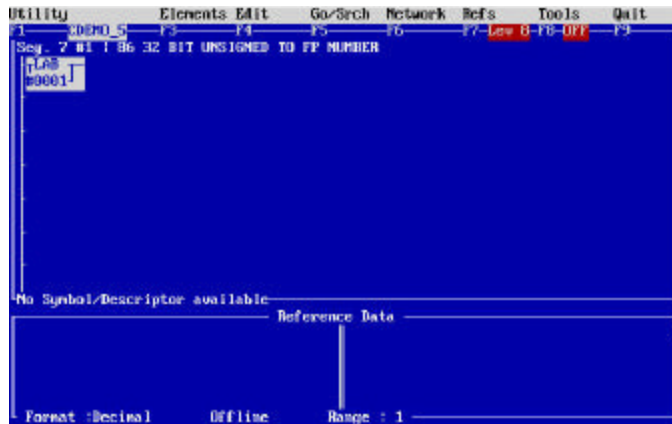 Utility Elements Edit Go/Srch Network Refs Tools Quit
F1 CDEMO_5 F3 F4 F5 F6 F7-Lev 8-F8-OFF F9
Seg. 7 #1 / 86 32 BIT UNSIGNED TO FP NUMBER
LAB
#0001
No Symbol/Descriptor available
Reference Data
Format :Decimal Offline Range : 1